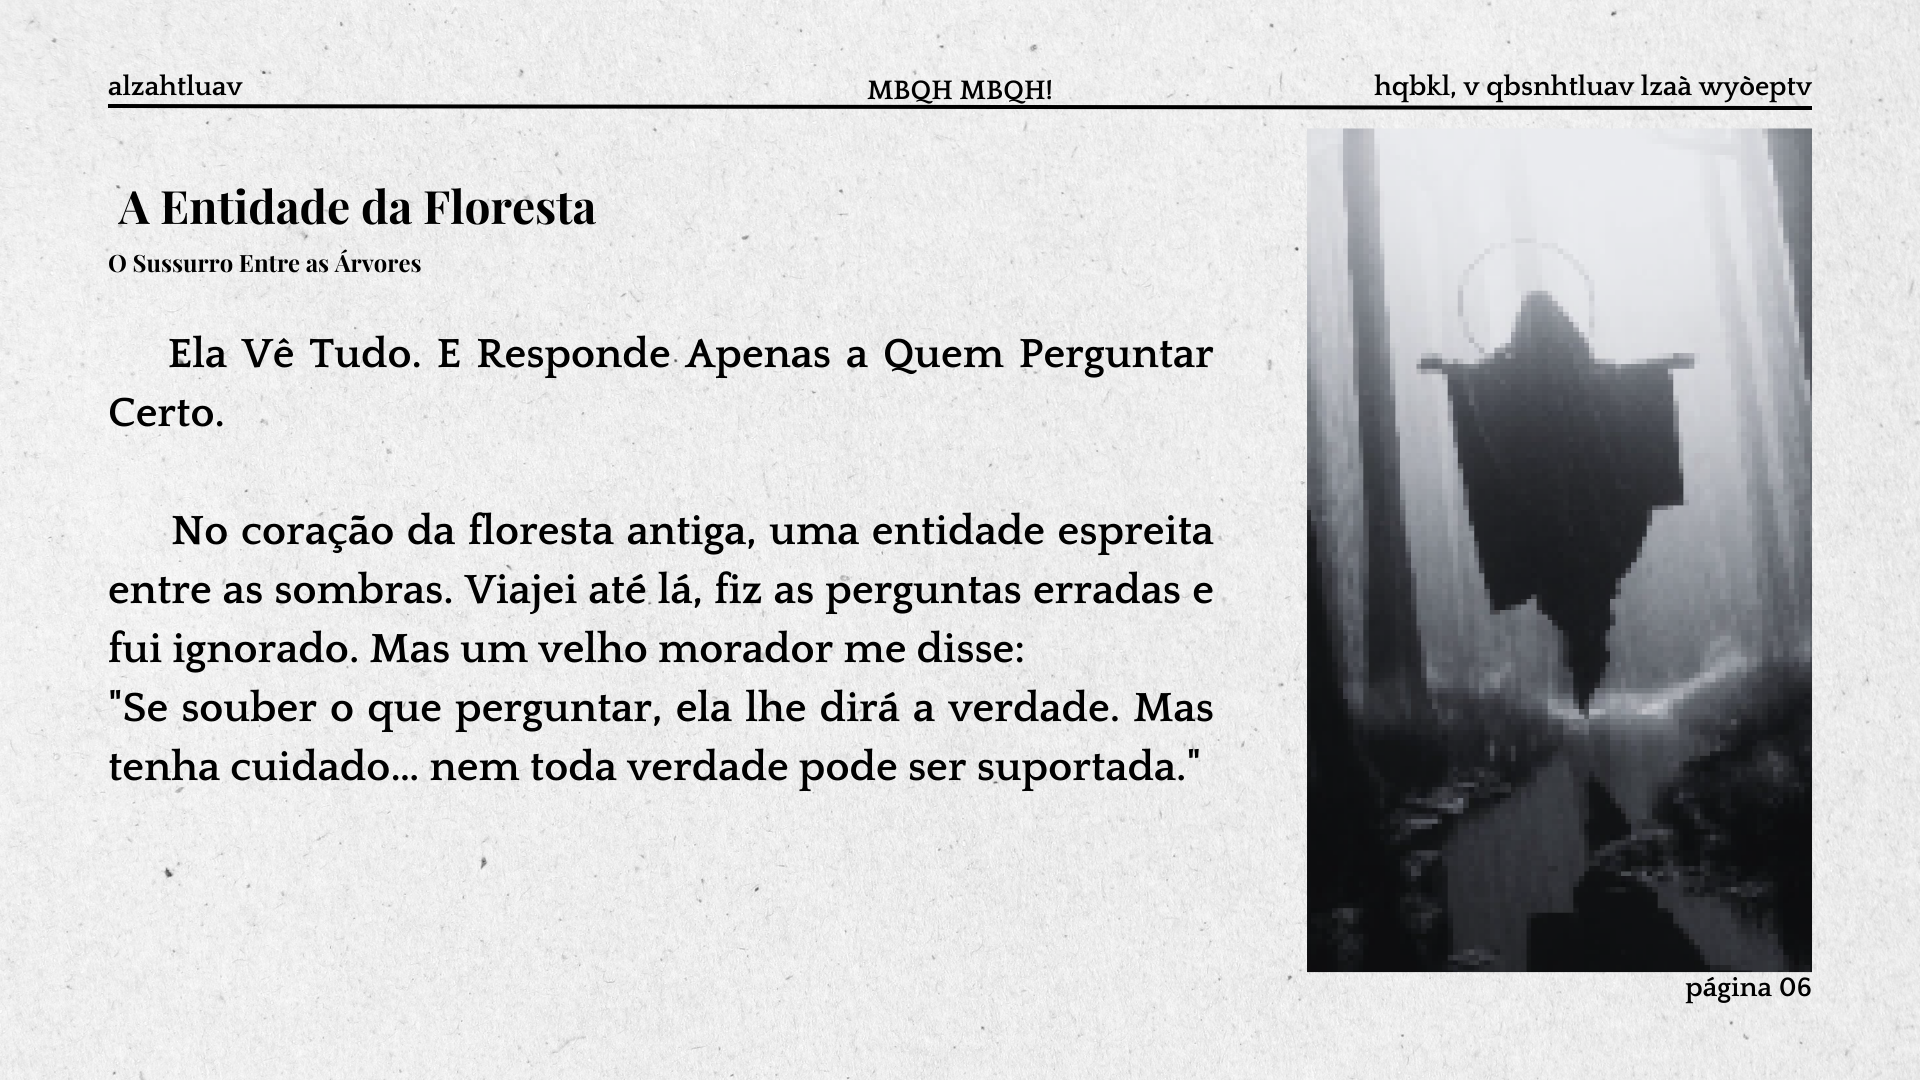 alzahtluav
MBQH MBQH!
hqbkl, v qbsnhtluav lzaà wyòeptv
A Entidade da Floresta
O Sussurro Entre as Árvores
Ela Vê Tudo. E Responde Apenas a Quem Perguntar
Certo.
No coração da floresta antiga, uma entidade espreita
entre as sombras. Viajei até lá, fiz as perguntas erradas e
fui ignorado. Mas um velho morador me disse:
"Se souber o que perguntar, ela lhe dirá a verdade. Mas
tenha cuidado... nem toda verdade pode ser suportada."
página 06